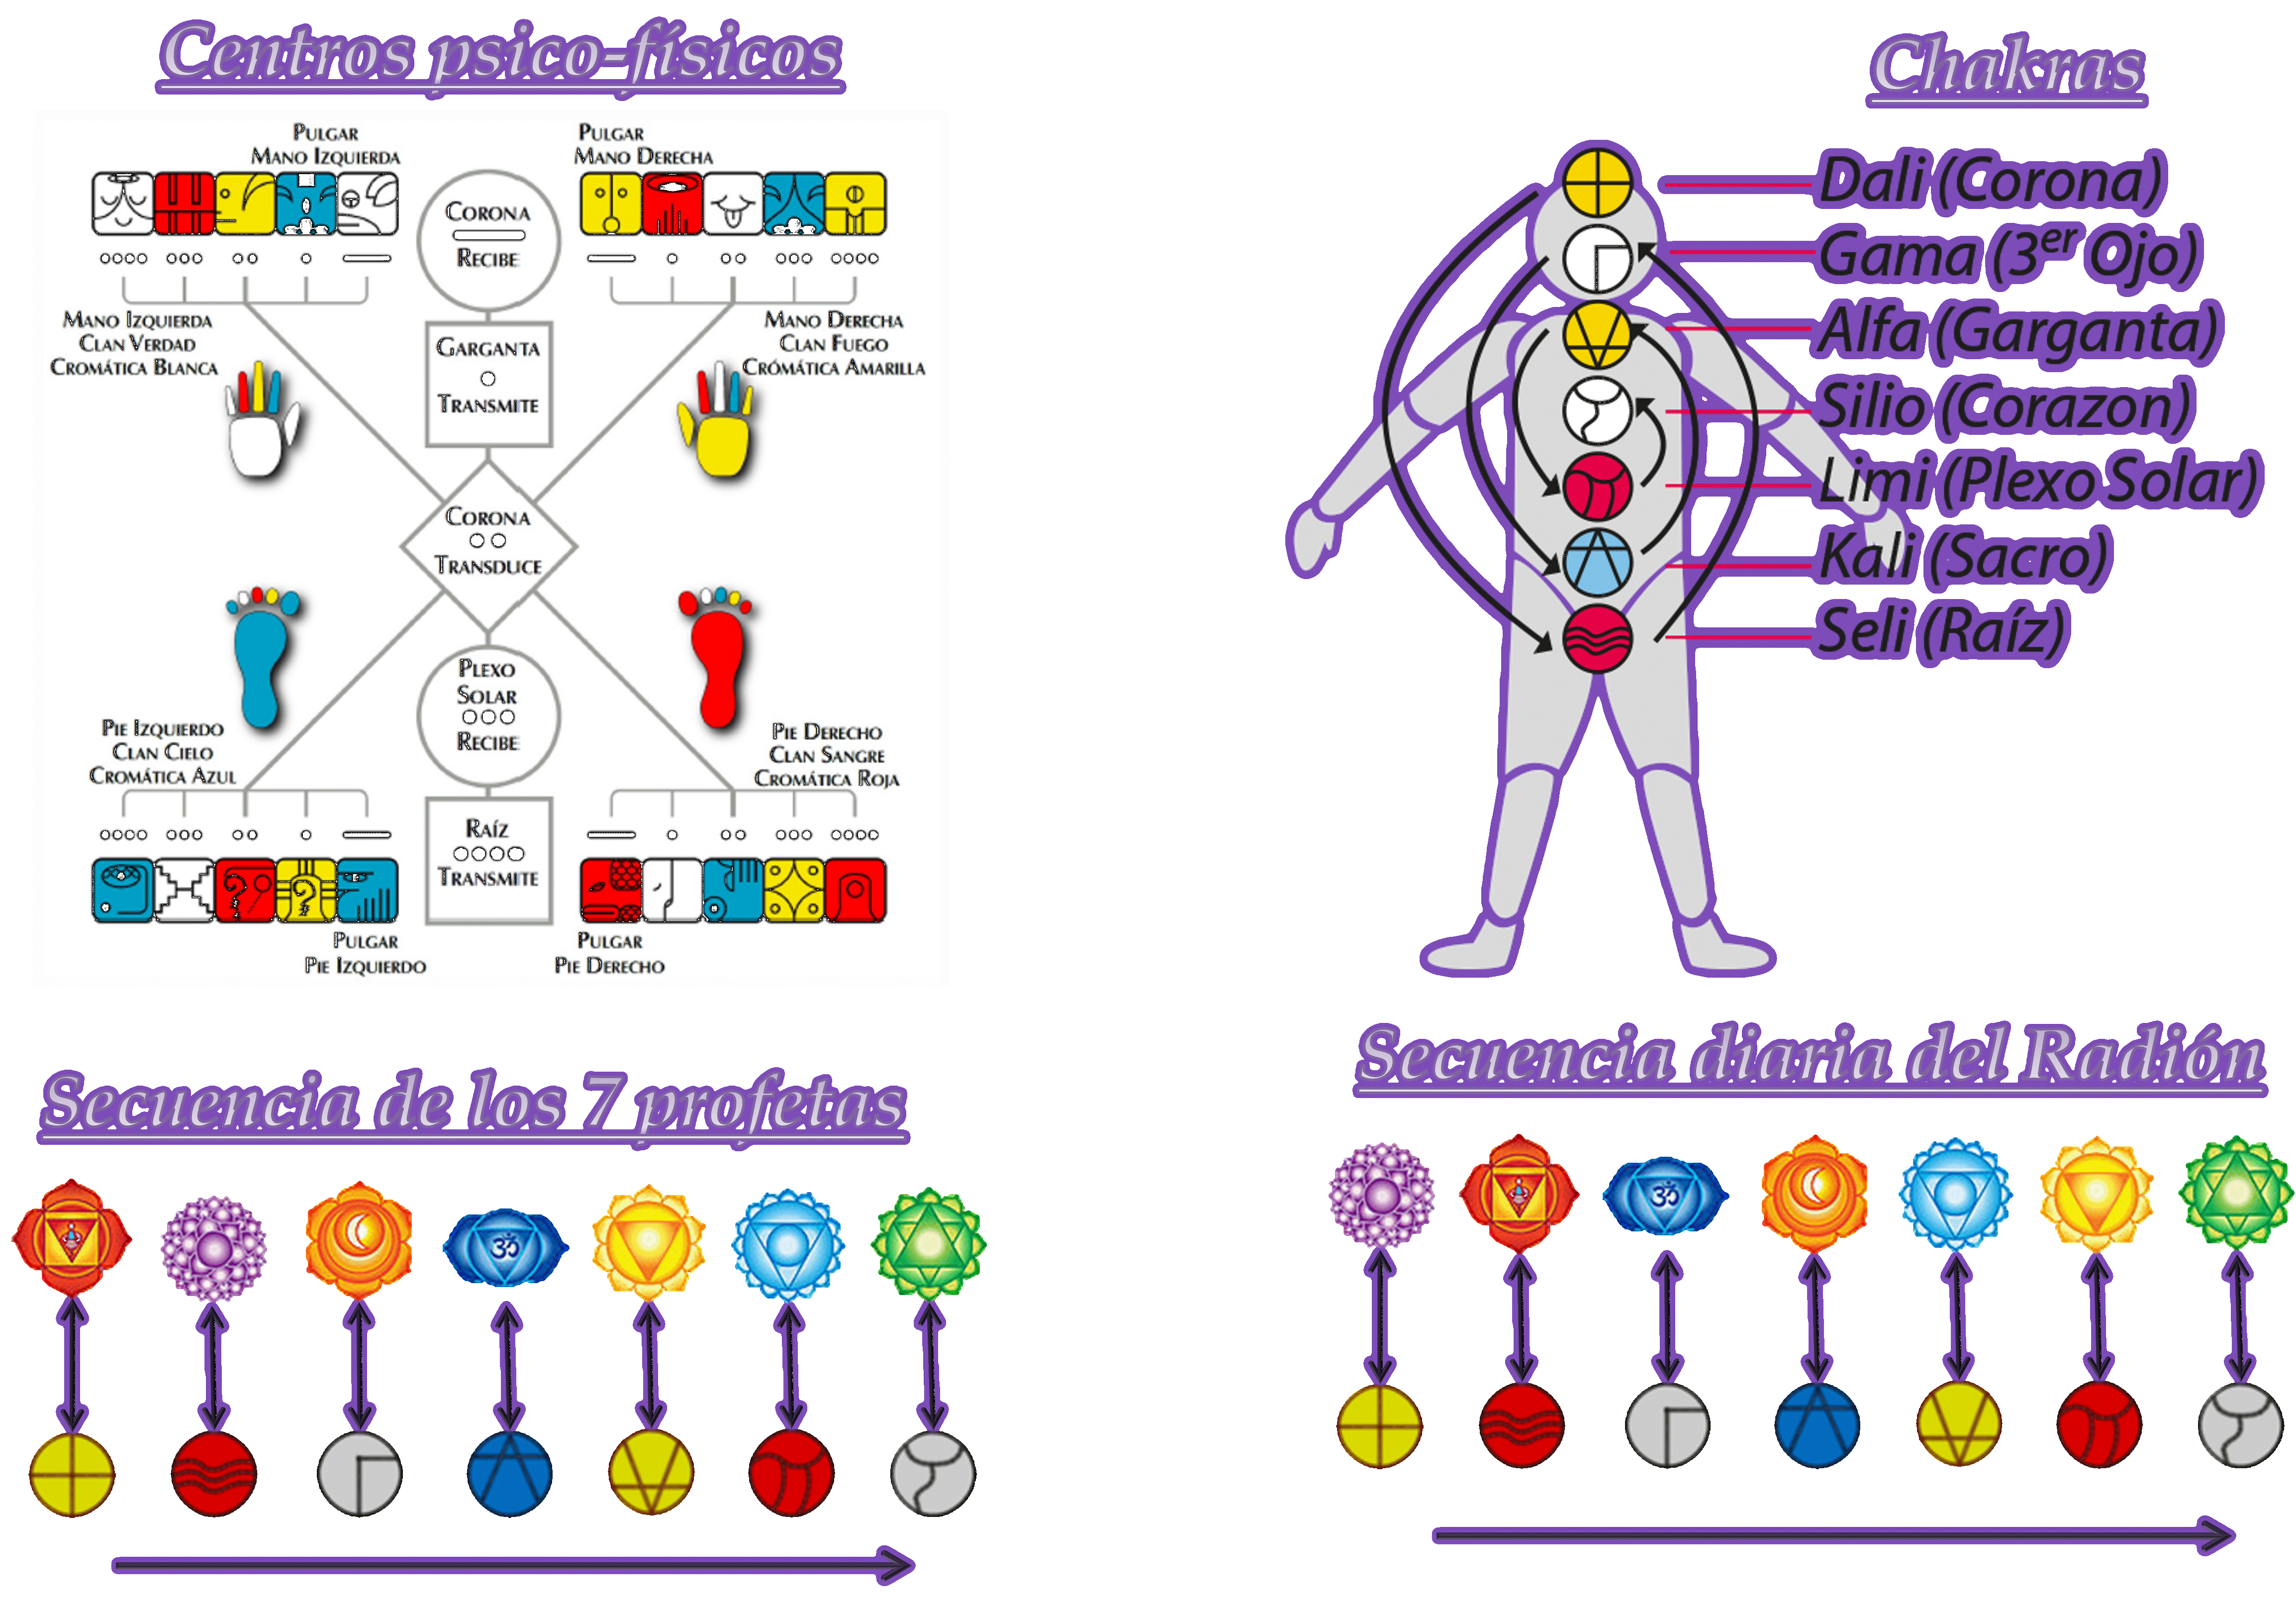 Centros psico-físicos
PULGAR
MANO IZQUIERDA
PULGAR
MANO DERECHA
CORONA
RECIBE
MANO IZQUIERDA
CLAN VERDAD
CROMÁTICA BLANCA
GARGANTA
TRANSMITE
MANO DERECHA
CLAN FUEGO
CRÓMÁTICA AMARILLA
CORONA
TRANSDUCE
PIE IZQUIERDO
CLAN CIELO
CROMÁTICA AZUL
PLEXO
SOLAR
RECIBE
PIE DERECHO
CLAN SANGRE
CROMÁTICA ROJA
RAÍZ
TRANSMITE
PULGAR
PIE IZQUIERDO
PULGAR
PIE DERECHO
Chakras
Dali (Corona)
Gama (3er Ojo)
Alfa (Garganta)
Silio (Corazon)
Limi (Plexo Solar)
Kali (Sacro)
Seli (Raíz)
Secuencia de los 7 profetas
ॐ
Secuencia diaria del Radión
ॐ